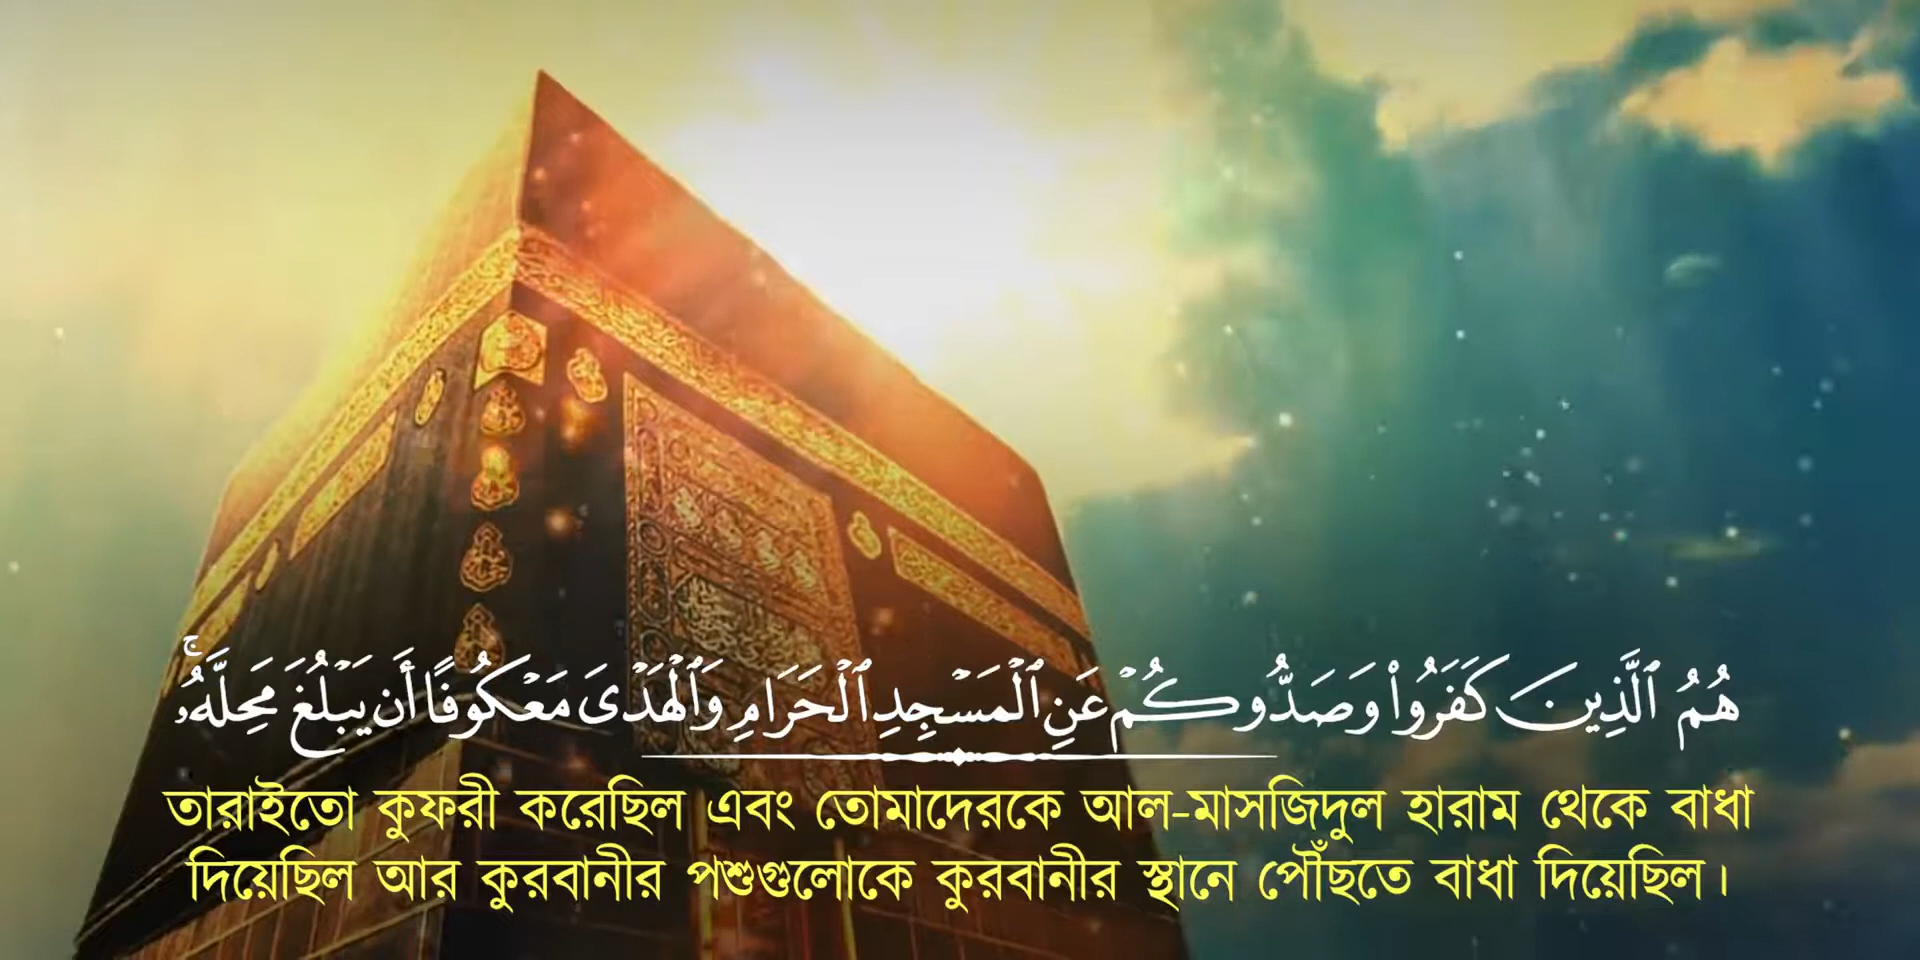 هُمُ ٱلَّذِينَ كَفَرُوا۟ وَصَدُّوكُمْ عَنِ ٱلْمَسْجِدِ ٱلْحَرَامِ وَٱلْهَدْىَ مَعْكُوفًا أَن يَبْلُغَ مَحِلَّهُۥ ۚ
তারাইতো কুফরী করেছিল এবং তোমাদেরকে আল-মাসজিদুল হারাম থেকে বাধা
দিয়েছিল আর কুরবানীর পশুগুলোকে কুরবানীর স্থানে পৌঁছতে বাধা দিয়েছিল।